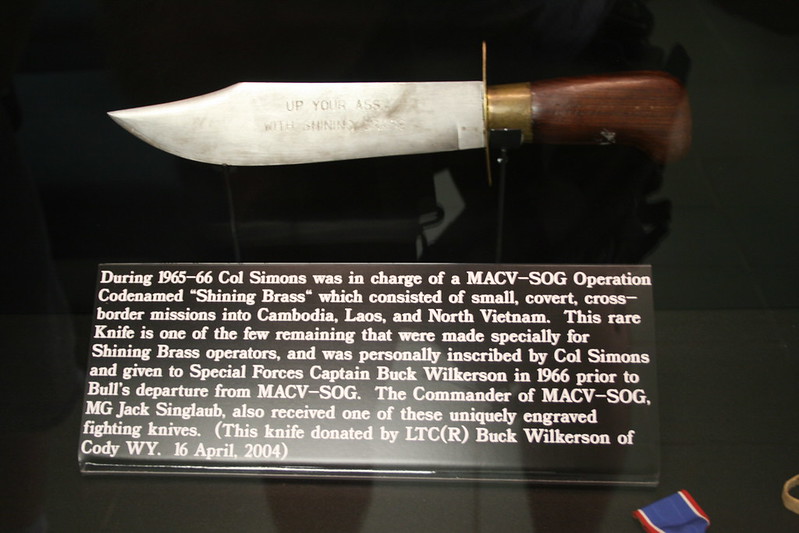 UP YOUR ASS
WITH SHINING BRASS
During 1965-66 Col Simons was in charge of a MACV-SOG Operation
Codenamed "Shining Brass" which consisted of small, covert, cross-
border missions into Cambodia, Laos, and North Vietnam. This rare
Knife is one of the few remaining that were made specially for
Shining Brass operators, and was personally inscribed by Col Simons
and given to Special Forces Captain Buck Wilkerson in 1966 prior to
Bull's departure from MACV-SOG. The Commander of MACV-SOG,
MG Jack Singlaub, also received one of these uniquely engraved
fighting knives. (This knife donated by LTC(R) Buck Wilkerson of
Cody WY. 16 April, 2004)